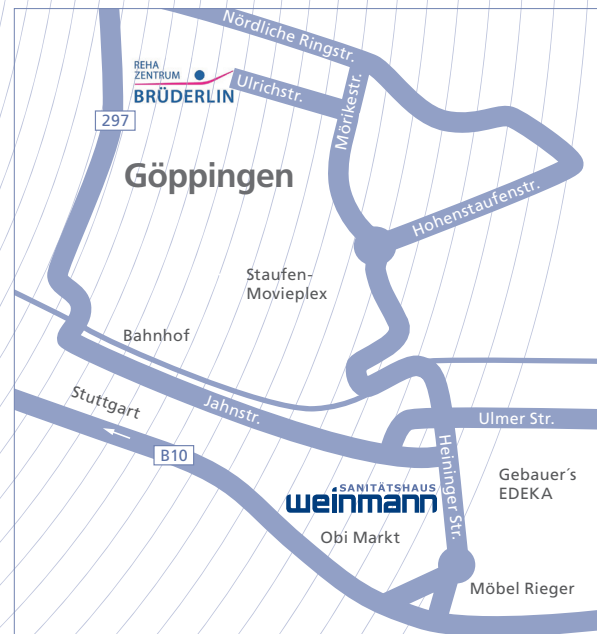 Nördliche Ringstr.
REHA
ZENTRUM
BRÜDERLIN
Ulrichstr.
Mörikestr.
297
Göppingen
Hohenstaufenstr.
Staufen-
Movieplex
Bahnhof
Stuttgart
Jahnstr.
Ulmer Str.
B10
Heininger Str.
Gebauer´s
EDEKA
SANITÄTSHAUS
weinmann
Obi Markt
Möbel Rieger